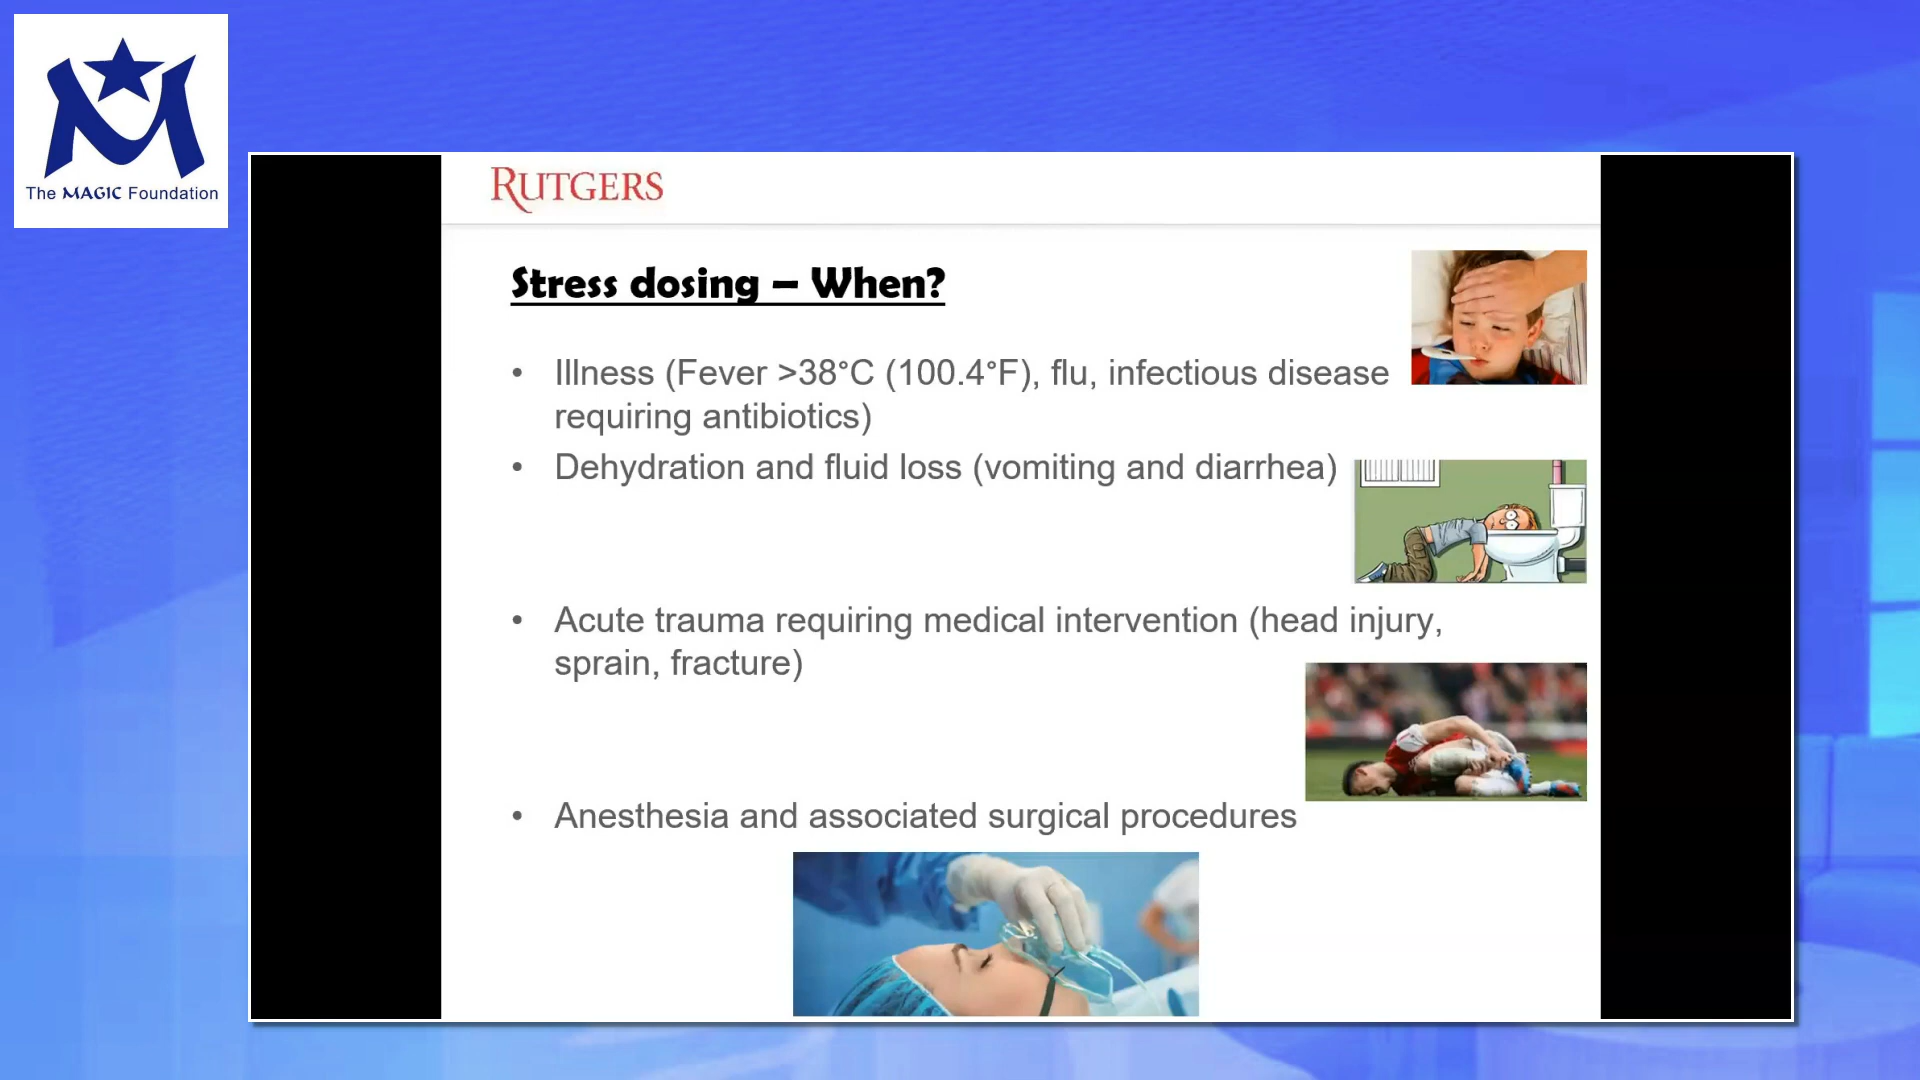 The MAGIC Foundation
RUTGERS
Stress dosing – When?
• Illness (Fever >38°C (100.4°F), flu, infectious disease
requiring antibiotics)
• Dehydration and fluid loss (vomiting and diarrhea)
• Acute trauma requiring medical intervention (head injury,
sprain, fracture)
• Anesthesia and associated surgical procedures